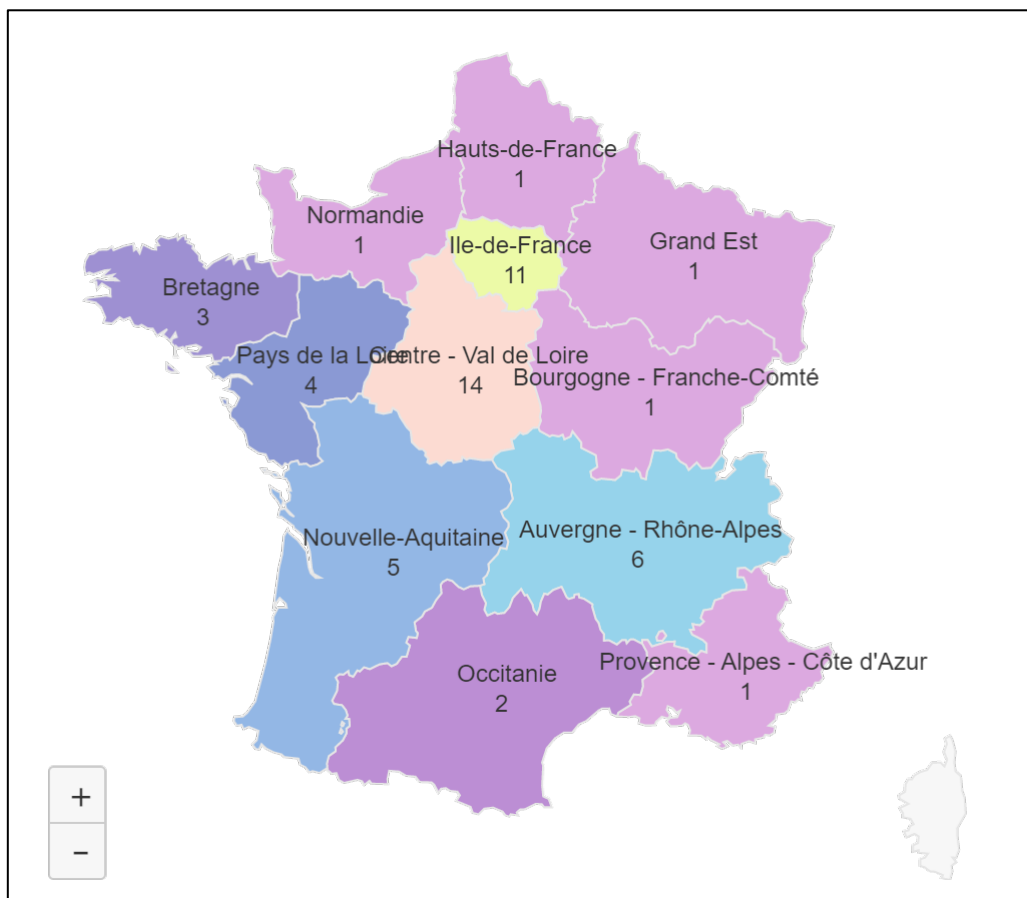 Hauts-de-France
1
Normandie
1
Ile-de-France
11
Grand Est
1
Bretagne
3
Pays de la Loire
4
Centre - Val de Loire
14
Bourgogne - Franche-Comté
1
Nouvelle-Aquitaine
5
Auvergne - Rhône-Alpes
6
Occitanie
2
Provence - Alpes - Côte d'Azur
1
+
−